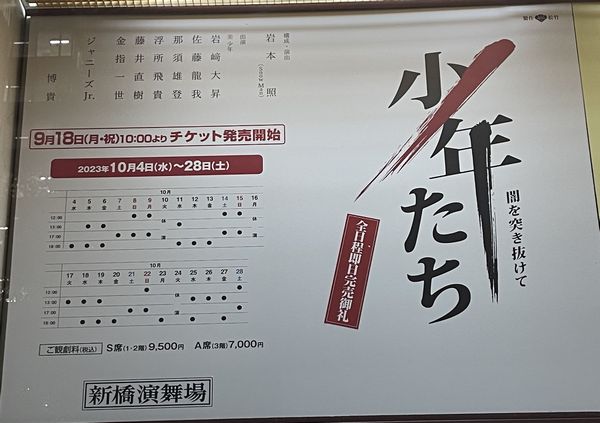 製作 松竹
闇を突き抜けて
少年たち
全日程即日完売御礼
構成・演出
岩本 照(Snow Man)
出演
美 少年
岩﨑大昇
佐藤龍我
那須雄登
浮所飛貴
藤井直樹
金指一世
ジャニーズJr.
博貴
9月18日(月・祝)10:00より チケット発売開始
2023年10月4日(水)〜28日(土)
10月
4 5 6 7 8 9 10 11 12 13 14 15 16
水 木 金 土 日 月 火 水 木 金 土 日 月
12:00 休 休
13:00
17:00 演 演
18:00
10月
17 18 19 20 21 22 23 24 25 26 27 28
火 水 木 金 土 日 月 火 水 木 金 土
12:00 休
13:00
17:00 演
18:00
ご観劇料(税込) S席(1・2階)9,500円 A席(3階)7,000円
新橋演舞場